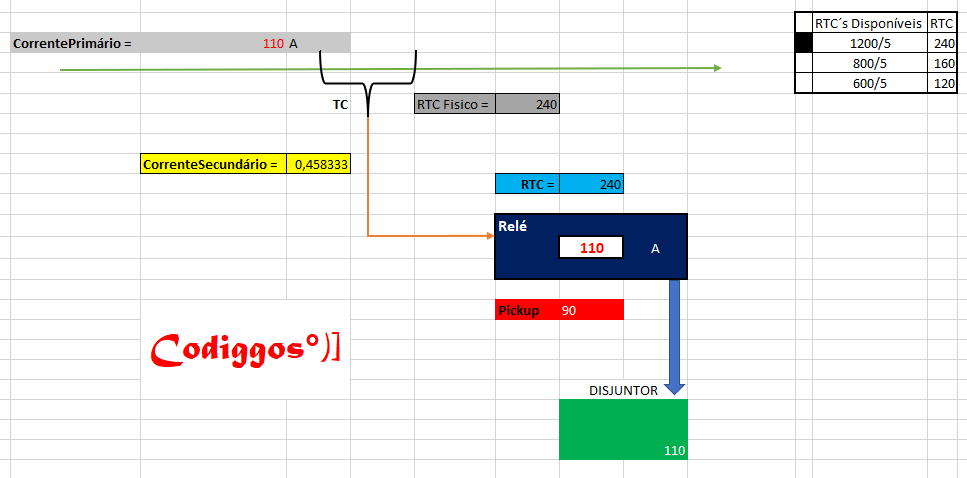 RTC´s Disponíveis RTC
CorrentePrimário = 110 A 1200/5 240
800/5 160
600/5 120
TC RTC Fisico = 240
CorrenteSecundário = 0,458333
RTC = 240
Relé
110 A
Pickup 90
Codiggos°)]
DISJUNTOR
110